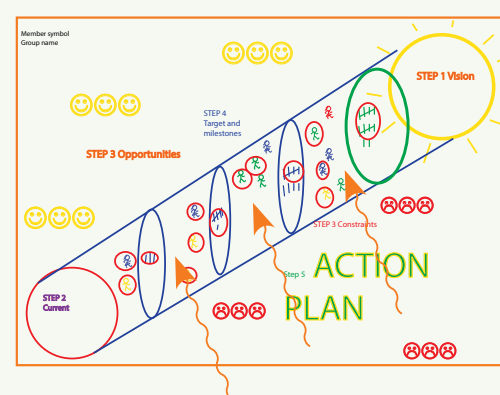 Member symbol
Group name
STEP 1 Vision
STEP 4
Target and
milestones
STEP 3 Opportunities
STEP 3 Constraints
STEP 2
Current
Step 5
ACTION
PLAN